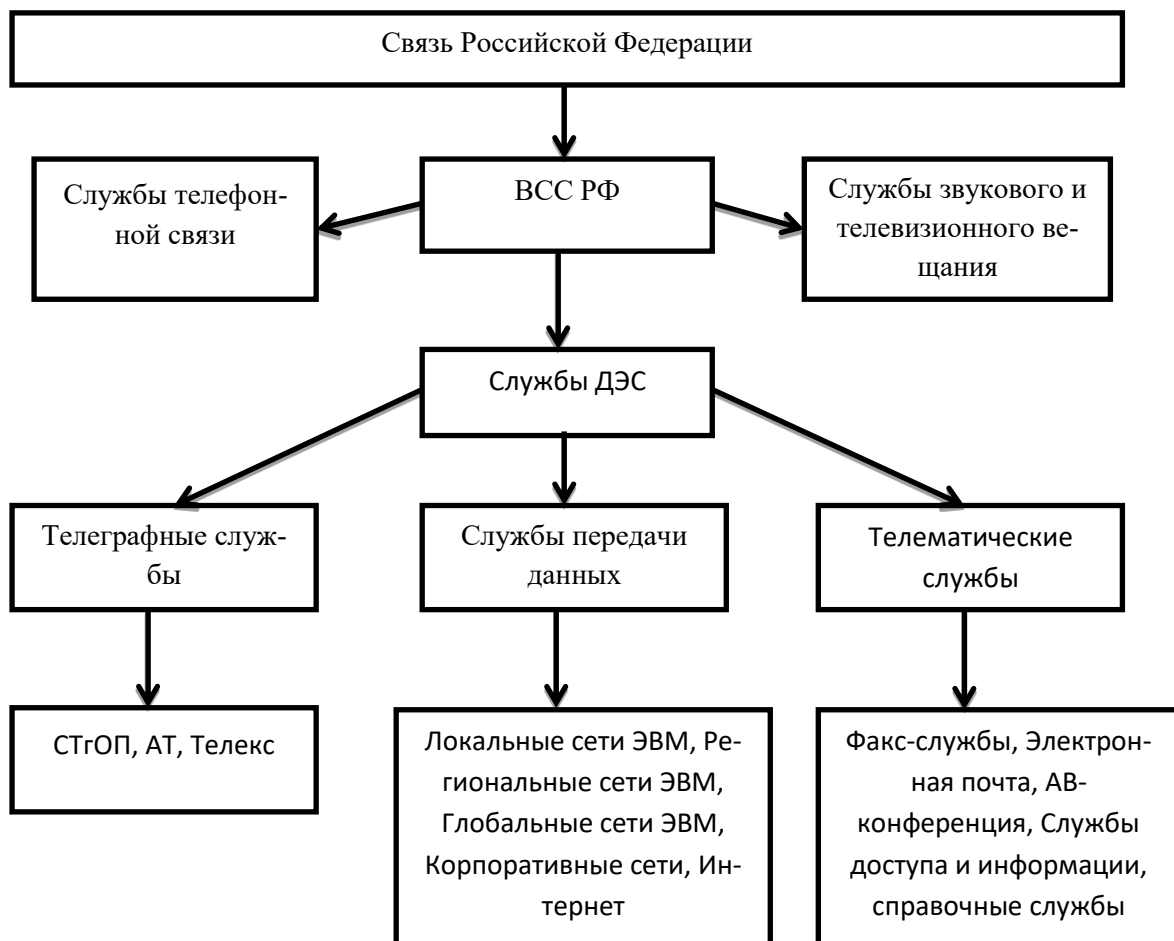 Связь Российской Федерации
Службы телефон-
ной связи
ВСС РФ
Службы звукового и
телевизионного ве-
щания
Службы ДЭС
Телеграфные служ-
бы
Службы передачи
данных
Телематические
службы
СТгОП, АТ, Телекс
Локальные сети ЭВМ, Ре-
гиональные сети ЭВМ,
Глобальные сети ЭВМ,
Корпоративные сети, Ин-
тернет
Факс-службы, Электрон-
ная почта, АВ-
конференция, Службы
доступа и информации,
справочные службы